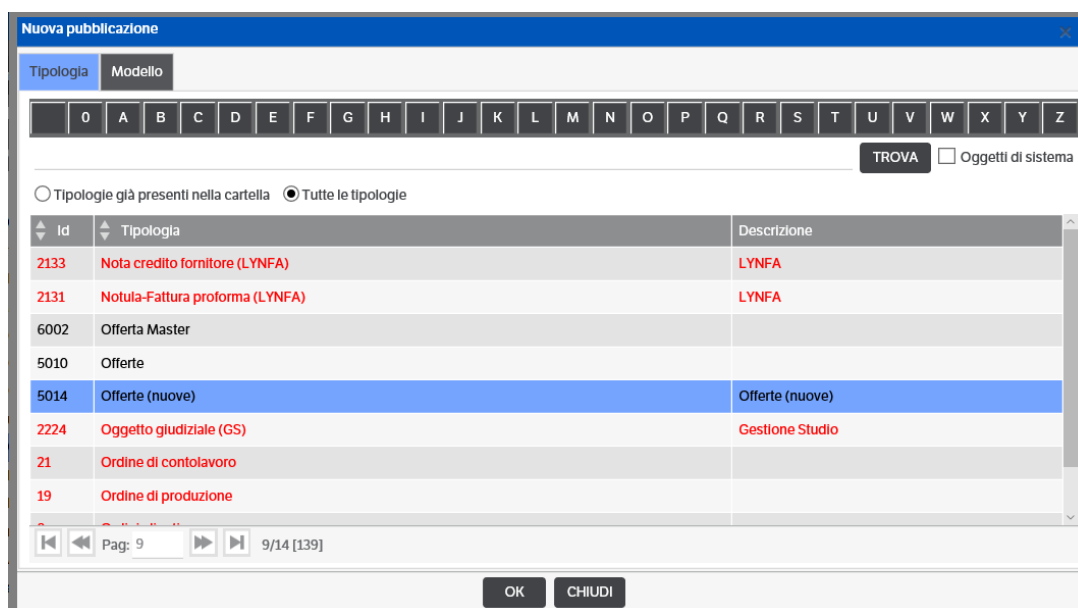 Nuova pubblicazione
Tipologia Modello
0 A B C D E F G H I J K L M N O P Q R S T U V W X Y Z
TROVA Oggetti di sistema
Tipologie già presenti nella cartella Tutte le tipologie
Id Tipologia Descrizione
2133 Nota credito fornitore (LYNFA) LYNFA
2131 Notula-Fattura proforma (LYNFA) LYNFA
6002 Offerta Master
5010 Offerte
5014 Offerte (nuove) Offerte (nuove)
2224 Oggetto giudiziale (GS) Gestione Studio
21 Ordine di contolavoro
19 Ordine di produzione
Pag: 9 9/14 [139]
OK CHIUDI